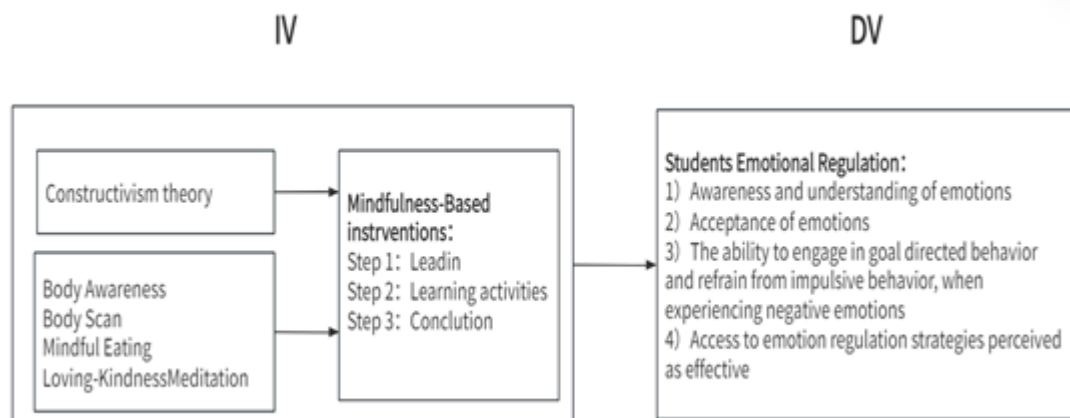 IV
DV
Constructivism theory
Body Awareness
Body Scan
Mindful Eating
Loving-KindnessMeditation
Mindfulness-Based
instrventions：
Step 1：Leadin
Step 2：Learning activities
Step 3：Conclution
Students Emotional Regulation：
1）Awareness and understanding of emotions
2）Acceptance of emotions
3）The ability to engage in goal directed behavior
and refrain from impulsive behavior, when
experiencing negative emotions
4）Access to emotion regulation strategies perceived
as effective